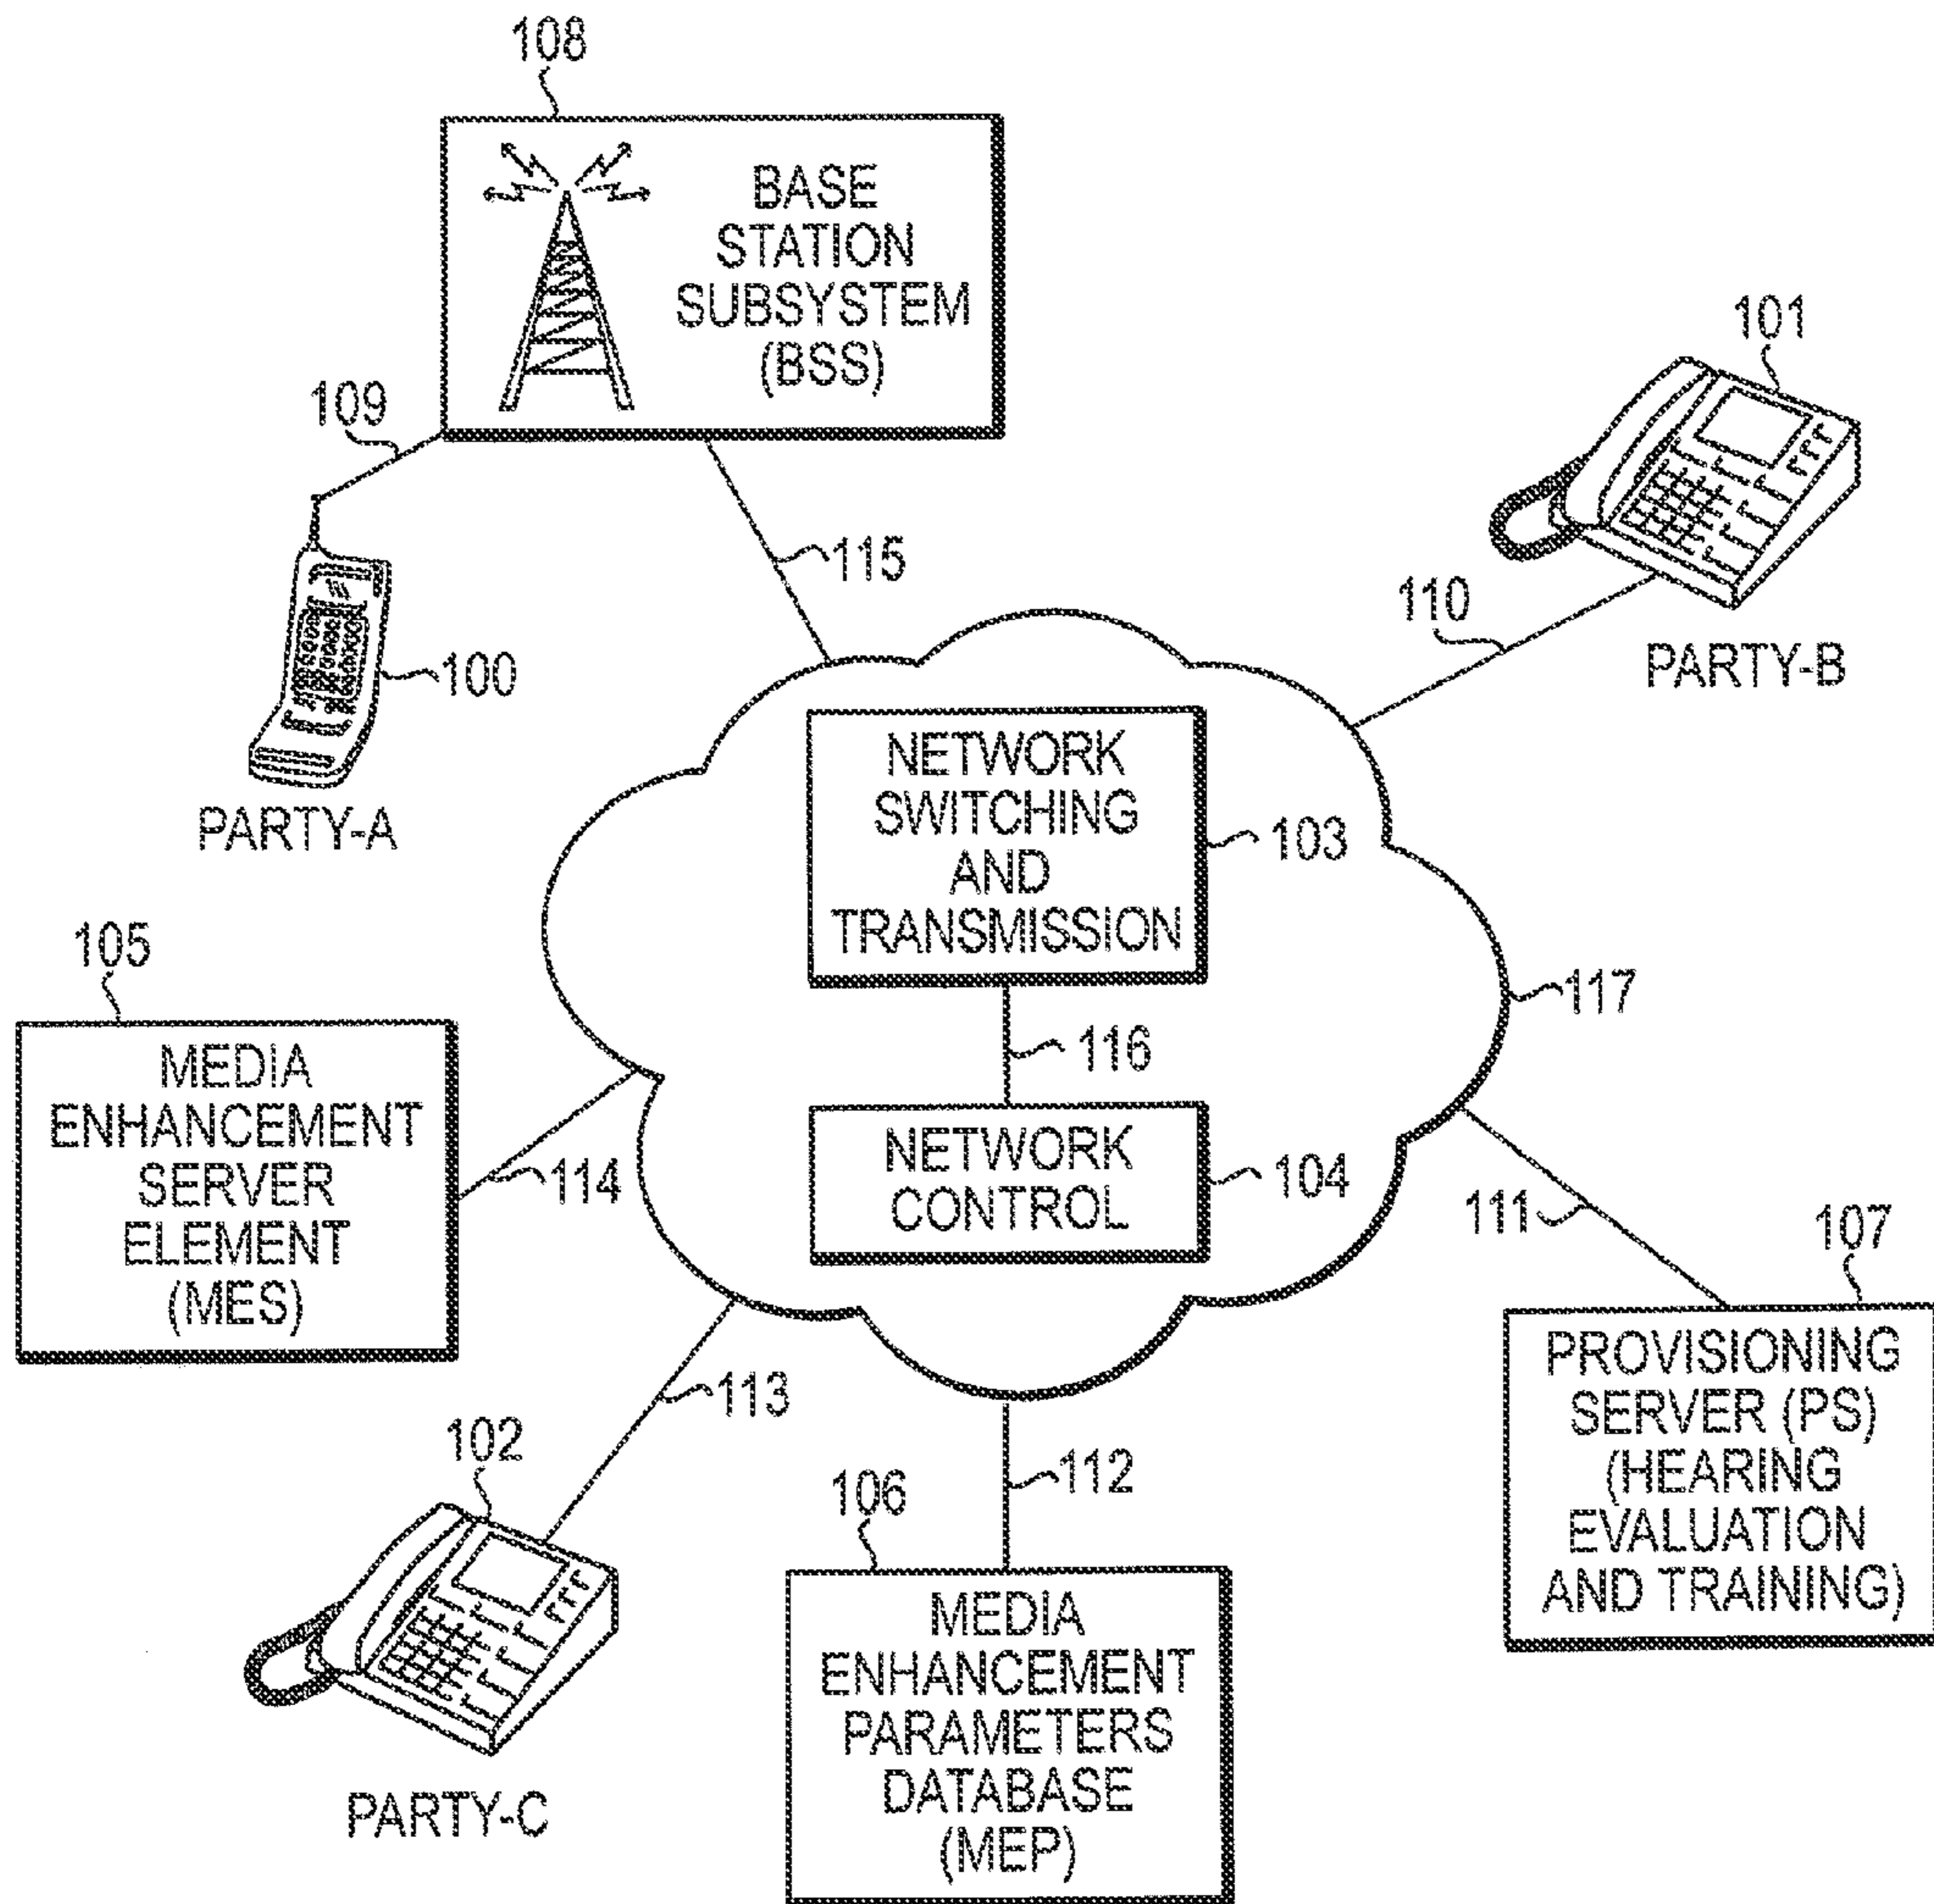 108
BASE
STATION
SUBSYSTEM
(BSS)
109
115
100
PARTY-A
101
110
PARTY-B
NETWORK
SWITCHING
AND
TRANSMISSION
103
116
117
NETWORK
CONTROL
104
105
MEDIA
ENHANCEMENT
SERVER
ELEMENT
(MES)
114
111
107
PROVISIONING
SERVER (PS)
(HEARING
EVALUATION
AND TRAINING)
113
102
PARTY-C
112
106
MEDIA
ENHANCEMENT
PARAMETERS
DATABASE
(MEP)